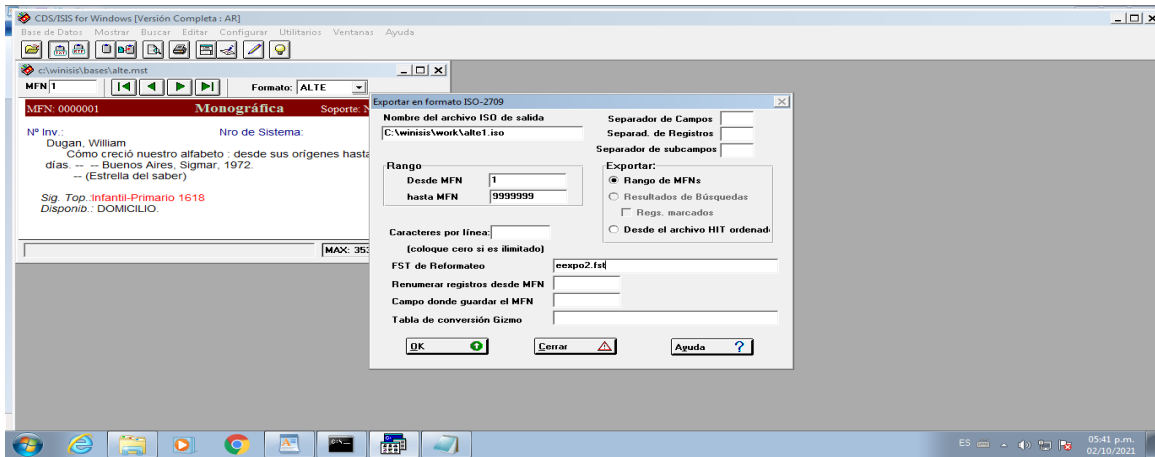 CDS/ISIS for Windows [Versión Completa : AR]
Base de Datos Mostrar Buscar Editar Configurar Utilitarios Ventanas Ayuda
c:\winisis\bases\alte.mst
MFN 1 Formato: ALTE
MFN: 0000001 Monográfica Soporte:
Nº Inv.: Nro de Sistema:
Dugan, William
Cómo creció nuestro alfabeto : desde sus orígenes hasta
días. -- -- Buenos Aires, Sigmar, 1972.
-- (Estrella del saber)
Sig. Top.:Infantil-Primario 1618
Disponib.: DOMICILIO.
MAX: 353
Exportar en formato ISO-2709
Nombre del archivo ISO de salida
C:\winisis\work\alte1.iso
Separador de Campos
Separad. de Registros
Separador de subcampos
Rango
Desde MFN 1
hasta MFN 9999999
Exportar:
Rango de MFNs
Resultados de Búsquedas
Regs. marcados
Desde el archivo HIT ordenad
Caracteres por línea:
(coloque cero si es ilimitado)
FST de Reformateo eexpo2.fst
Renumerar registros desde MFN
Campo donde guardar el MFN
Tabla de conversión Gizmo
OK Cerrar Ayuda
ES 05:41 p.m.
02/10/2021